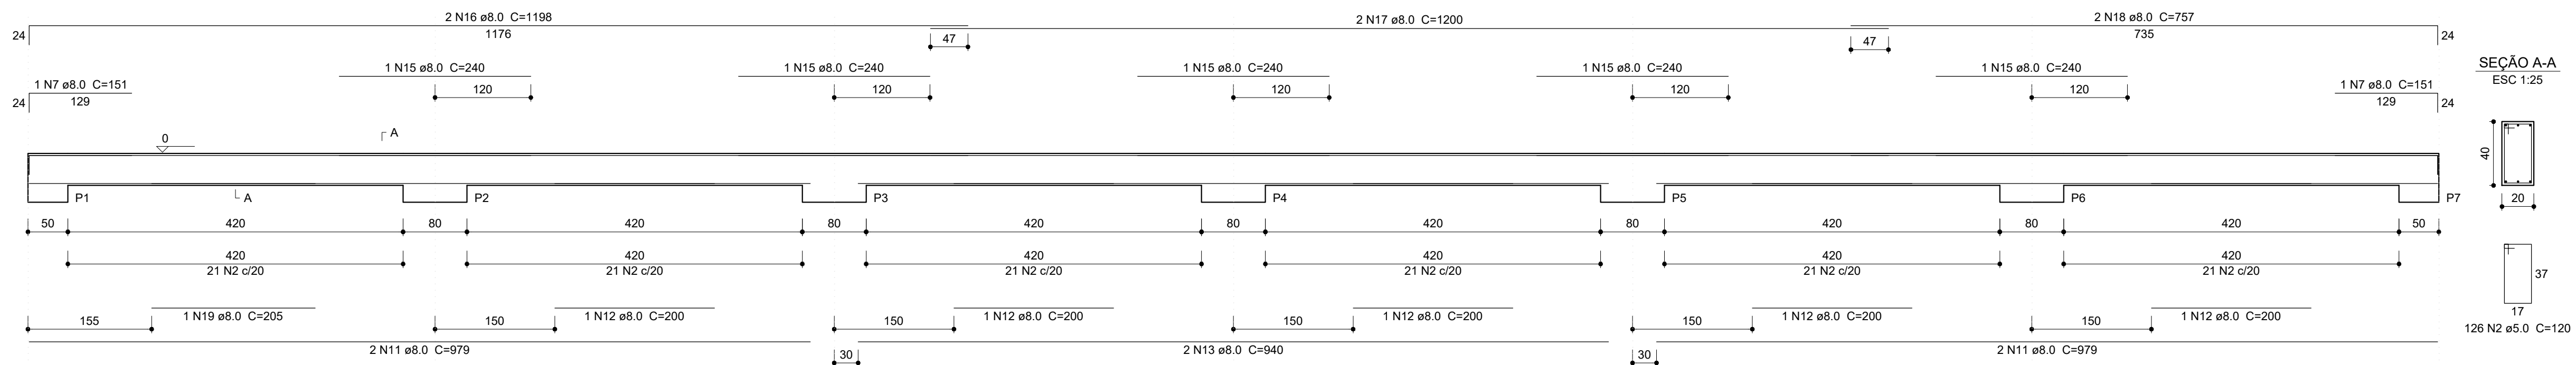 2 N16 ø8.0 C=1198
2 N17 ø8.0 C=1200
2 N18 ø8.0 C=757
24
1176
47
47
735
24
1 N7 ø8.0 C=151
1 N15 ø8.0 C=240
1 N15 ø8.0 C=240
1 N15 ø8.0 C=240
1 N15 ø8.0 C=240
1 N15 ø8.0 C=240
1 N7 ø8.0 C=151
24
129
120
120
120
120
120
129
24
SEÇÃO A-A
ESC 1:25
0
A
A
P1
P2
P3
P4
P5
P6
P7
40
20
50
420
80
420
80
420
80
420
80
420
80
420
50
420
420
420
420
420
420
21 N2 c/20
21 N2 c/20
21 N2 c/20
21 N2 c/20
21 N2 c/20
21 N2 c/20
37
17
126 N2 ø5.0 C=120
155
1 N19 ø8.0 C=205
150
1 N12 ø8.0 C=200
150
1 N12 ø8.0 C=200
150
1 N12 ø8.0 C=200
150
1 N12 ø8.0 C=200
150
1 N12 ø8.0 C=200
2 N11 ø8.0 C=979
30
2 N13 ø8.0 C=940
30
2 N11 ø8.0 C=979